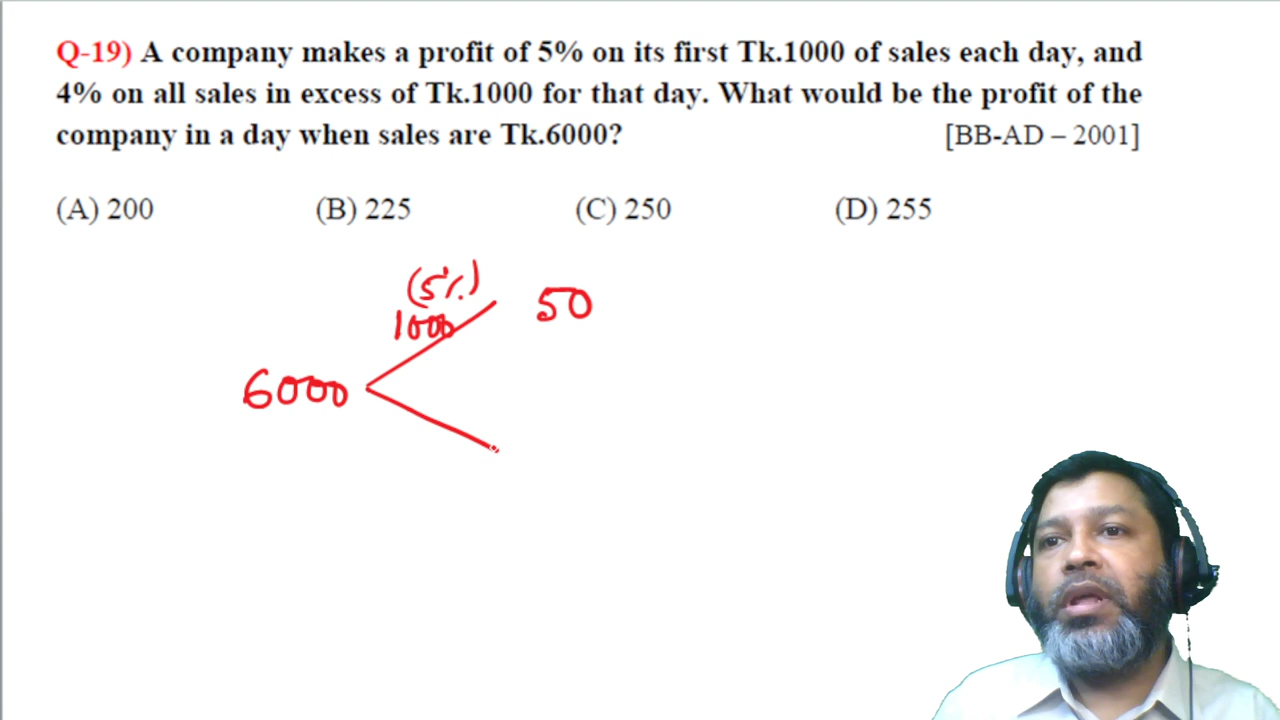 Q-19) A company makes a profit of 5% on its first Tk.1000 of sales each day, and
4% on all sales in excess of Tk.1000 for that day. What would be the profit of the
company in a day when sales are Tk.6000? [BB-AD – 2001]
(A) 200 (B) 225 (C) 250 (D) 255
(5%)
1000 50
6000